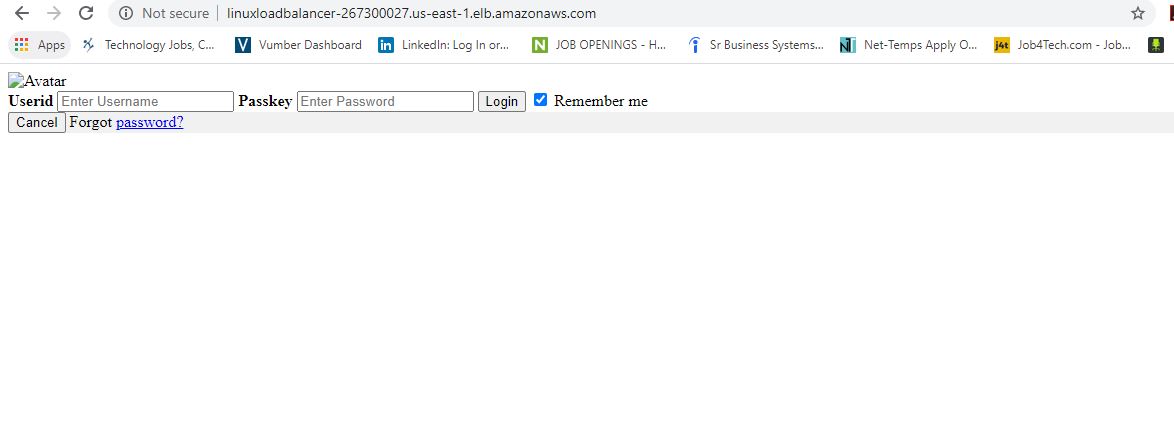 Not secure linuxloadbalancer-267300027.us-east-1.elb.amazonaws.com
Apps Technology Jobs, C... V Vumber Dashboard in LinkedIn: Log In or... N JOB OPENINGS - H... Sr Business Systems... Net-Temps Apply O... j4t Job4Tech.com - Job...
Avatar
Userid Enter Username Passkey Enter Password Login Remember me
Cancel Forgot password?